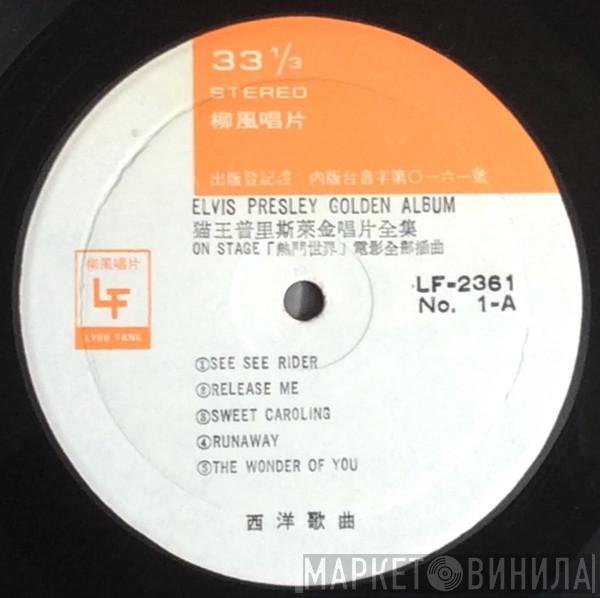 33 1/3
STEREO
柳風唱片
出版登記證：內版台音字第〇一六一號
ELVIS PRESLEY GOLDEN ALBUM
猫王普里斯萊金唱片全集
ON STAGE「熱門世界」電影全部插曲
柳風唱片
LF
LYOU FANG
LF-2361
No. 1-A
①SEE SEE RIDER
②RELEASE ME
③SWEET CAROLING
④RUNAWAY
⑤THE WONDER OF YOU
西洋歌曲
МАРКЕТ ВИНИЛА